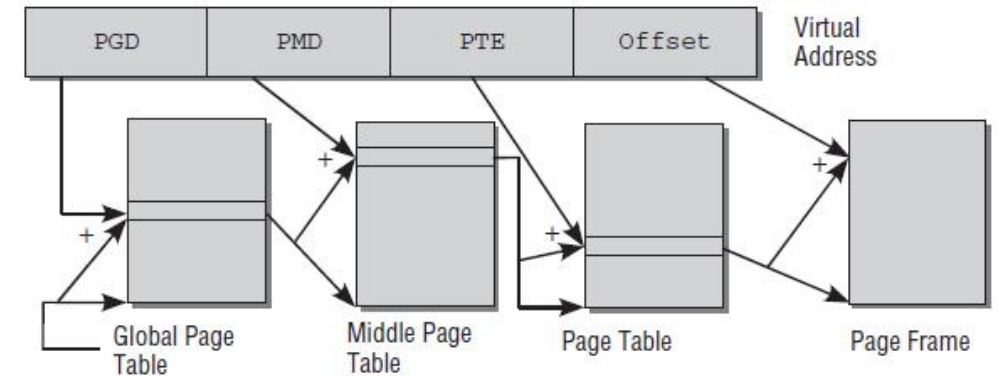 PGD PMD PTE Offset
Virtual
Address
+
+
+
+
Global Page
Table
Middle Page
Table
Page Table
Page Frame